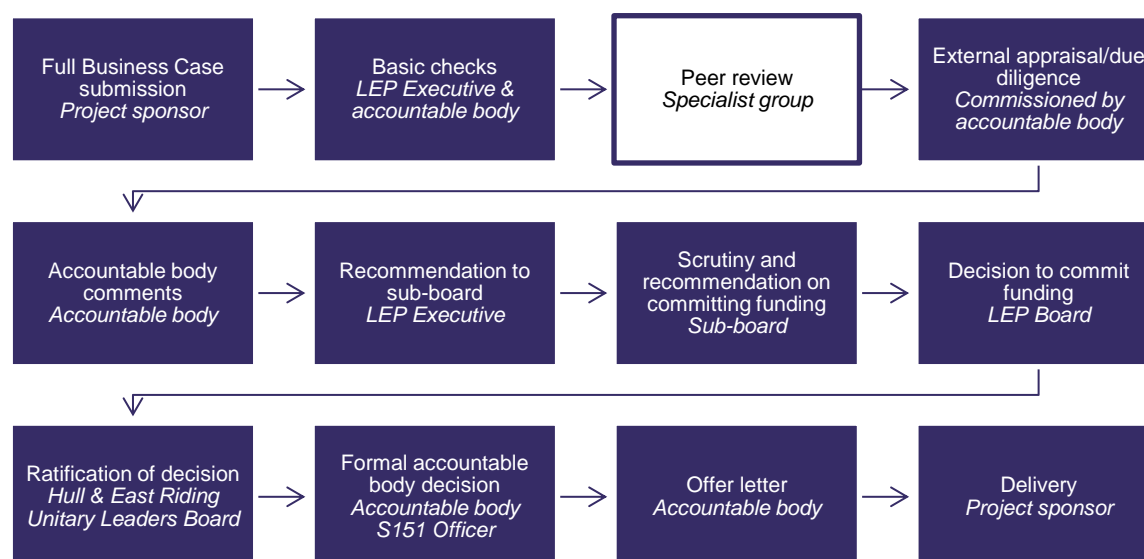 Full Business Case
submission
Project sponsor
Basic checks
LEP Executive &
accountable body
Peer review
Specialist group
External appraisal/due
diligence
Commissioned by
accountable body
Accountable body
comments
Accountable body
Recommendation to
sub-board
LEP Executive
Scrutiny and
recommendation on
committing funding
Sub-board
Decision to commit
funding
LEP Board
Ratification of decision
Hull & East Riding
Unitary Leaders Board
Formal accountable
body decision
Accountable body
S151 Officer
Offer letter
Accountable body
Delivery
Project sponsor